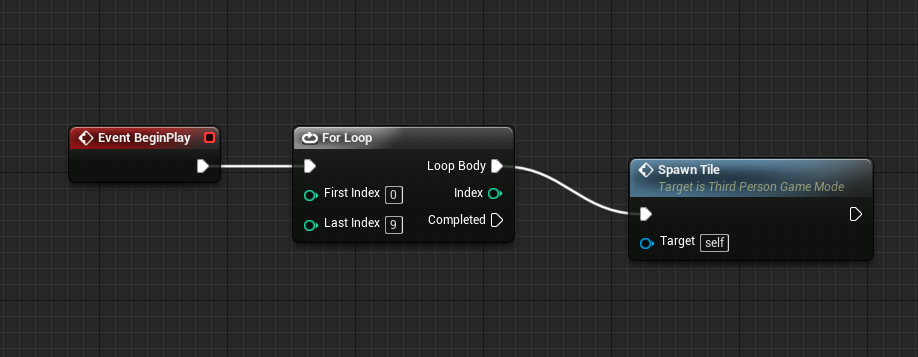 Event BeginPlay
For Loop
Loop Body
First Index 0
Index
Last Index 9
Completed
Spawn Tile
Target is Third Person Game Mode
Target self